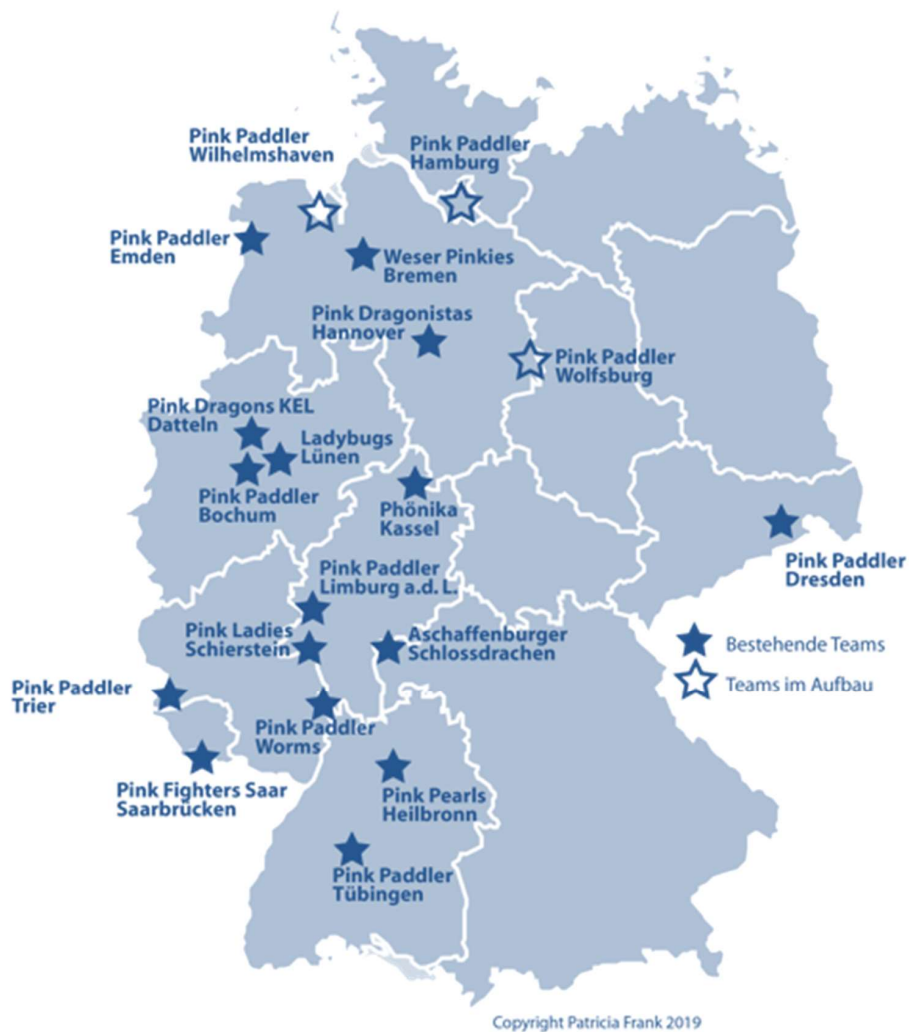 Pink Paddler
Wilhelmshaven
Pink Paddler
Hamburg
Pink Paddler
Emden
Weser Pinkies
Bremen
Pink Dragonistas
Hannover
Pink Paddler
Wolfsburg
Pink Dragons KEL
Datteln
Ladybugs
Lünen
Pink Paddler
Bochum
Phönika
Kassel
Pink Paddler
Dresden
Pink Paddler
Limburg a.d. L.
Pink Ladies
Schierstein
Aschaffenburger
Schlossdrachen
Bestehende Teams
Teams im Aufbau
Pink Paddler
Trier
Pink Paddler
Worms
Pink Fighters Saar
Saarbrücken
Pink Pearls
Heilbronn
Pink Paddler
Tübingen
Copyright Patricia Frank 2019